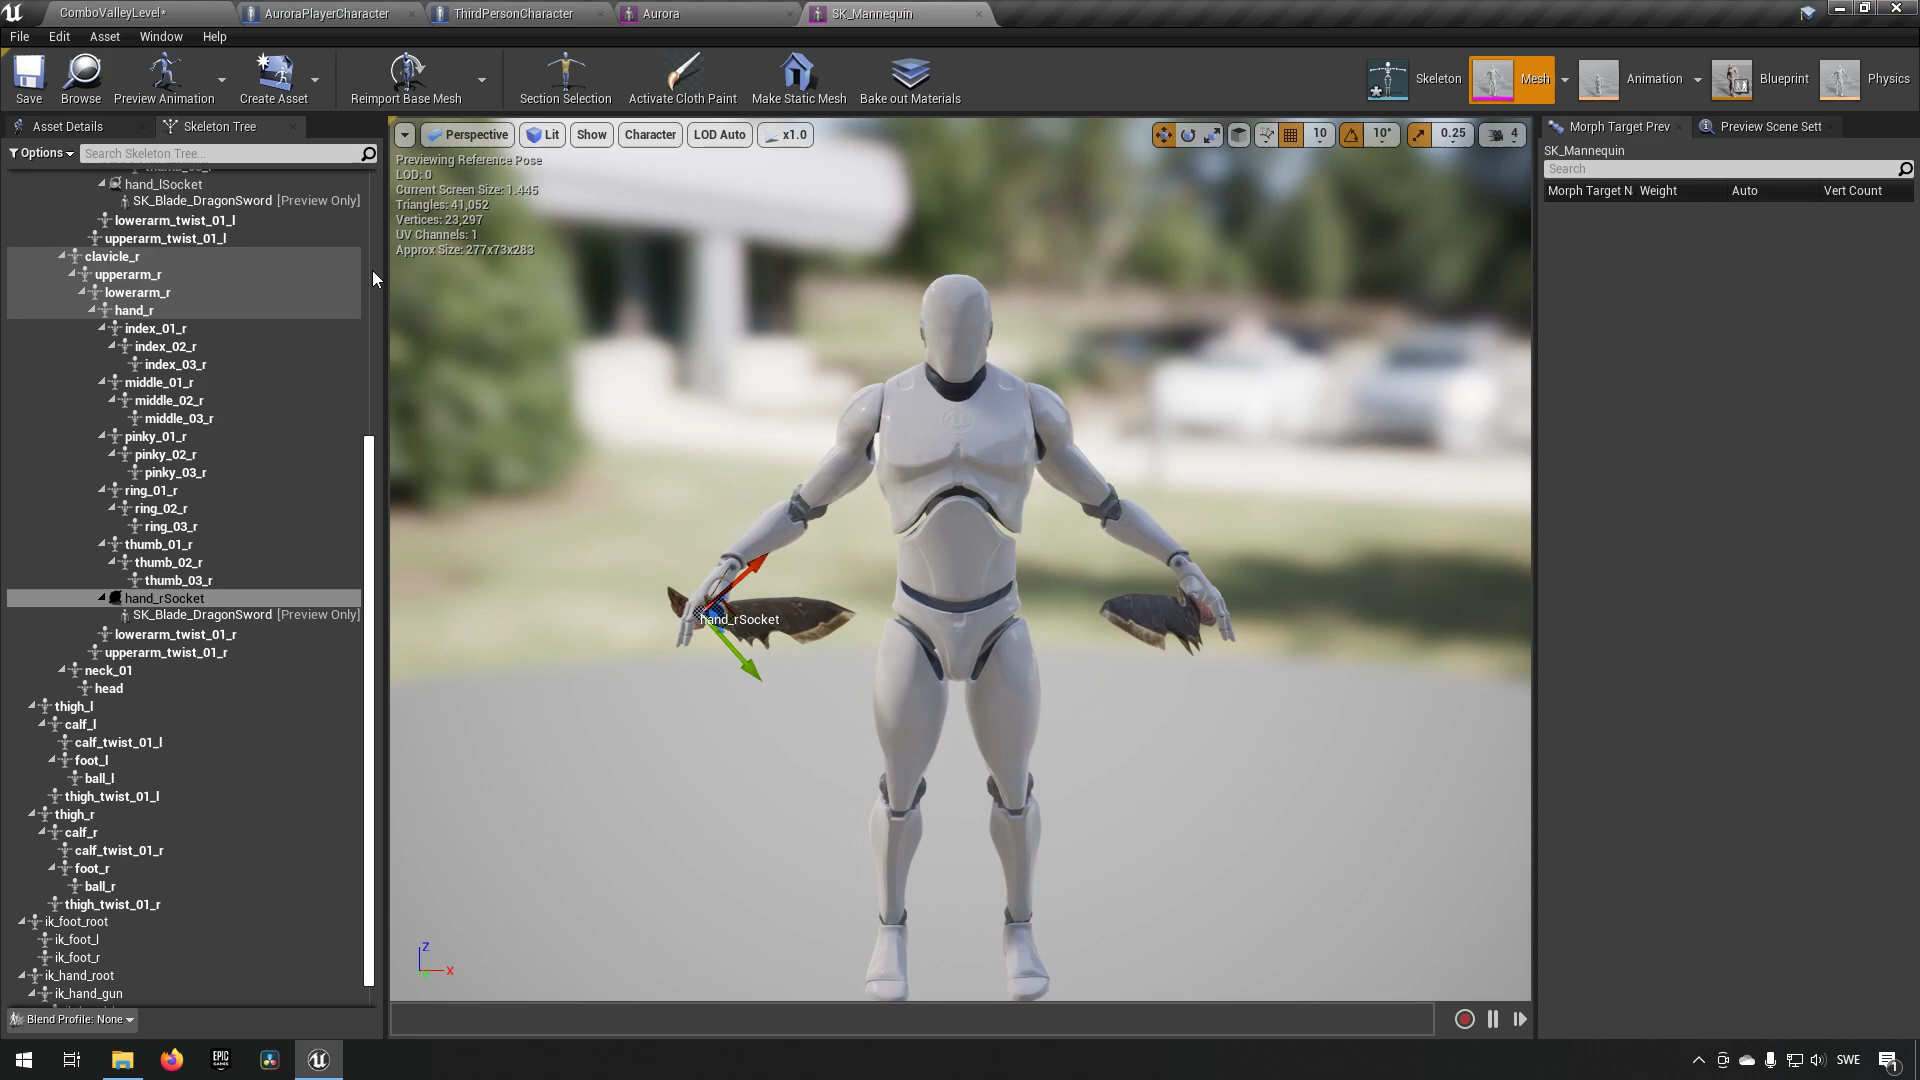 ComboValleyLevel*
AuroraPlayerCharacter
ThirdPersonCharacter
Aurora
SK_Mannequin
File Edit Asset Window Help
Save
Browse
Preview Animation
Create Asset
Reimport Base Mesh
Section Selection
Activate Cloth Paint
Make Static Mesh
Bake out Materials
Skeleton
Mesh
Animation
Blueprint
Physics
Asset Details
Skeleton Tree
Options
Search Skeleton Tree...
hand_lSocket
SK_Blade_DragonSword [Preview Only]
lowerarm_twist_01_l
upperarm_twist_01_l
clavicle_r
upperarm_r
lowerarm_r
hand_r
index_01_r
index_02_r
index_03_r
middle_01_r
middle_02_r
middle_03_r
pinky_01_r
pinky_02_r
pinky_03_r
ring_01_r
ring_02_r
ring_03_r
thumb_01_r
thumb_02_r
thumb_03_r
hand_rSocket
SK_Blade_DragonSword [Preview Only]
lowerarm_twist_01_r
upperarm_twist_01_r
neck_01
head
thigh_l
calf_l
calf_twist_01_l
foot_l
ball_l
thigh_twist_01_l
thigh_r
calf_r
calf_twist_01_r
foot_r
ball_r
thigh_twist_01_r
ik_foot_root
ik_foot_l
ik_foot_r
ik_hand_root
ik_hand_gun
Blend Profile: None
Perspective
Lit
Show
Character
LOD Auto
x1.0
10
10°
0.25
4
Previewing Reference Pose
LOD: 0
Current Screen Size: 1.445
Triangles: 41,052
Vertices: 23,297
UV Channels: 1
Approx Size: 277x73x283
hand_rSocket
Z
X
Y
Morph Target Prev
Preview Scene Sett
SK_Mannequin
Search
Morph Target N
Weight
Auto
Vert Count
EPIC
GAMES
SWE
1